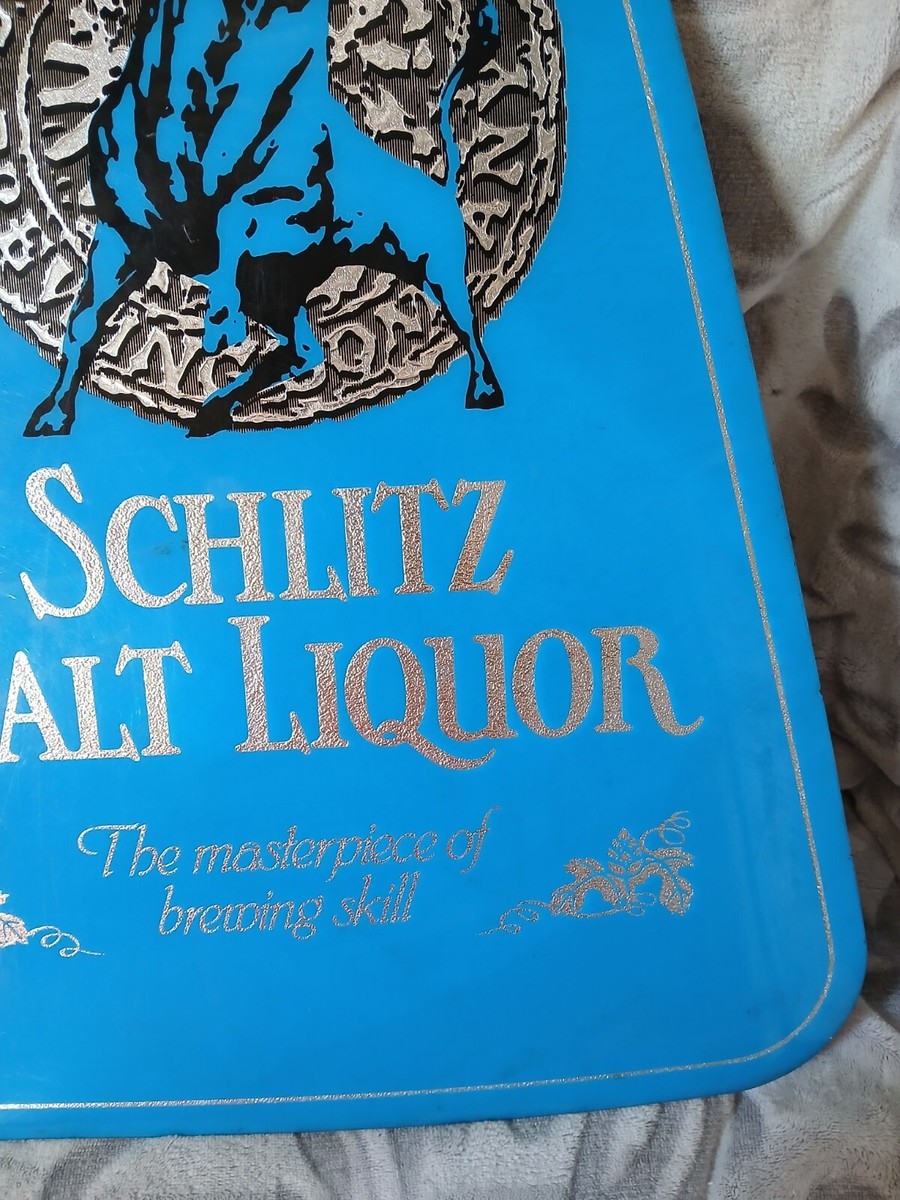 SCHLITZ
ALT LIQUOR
The masterpiece of
brewing skill